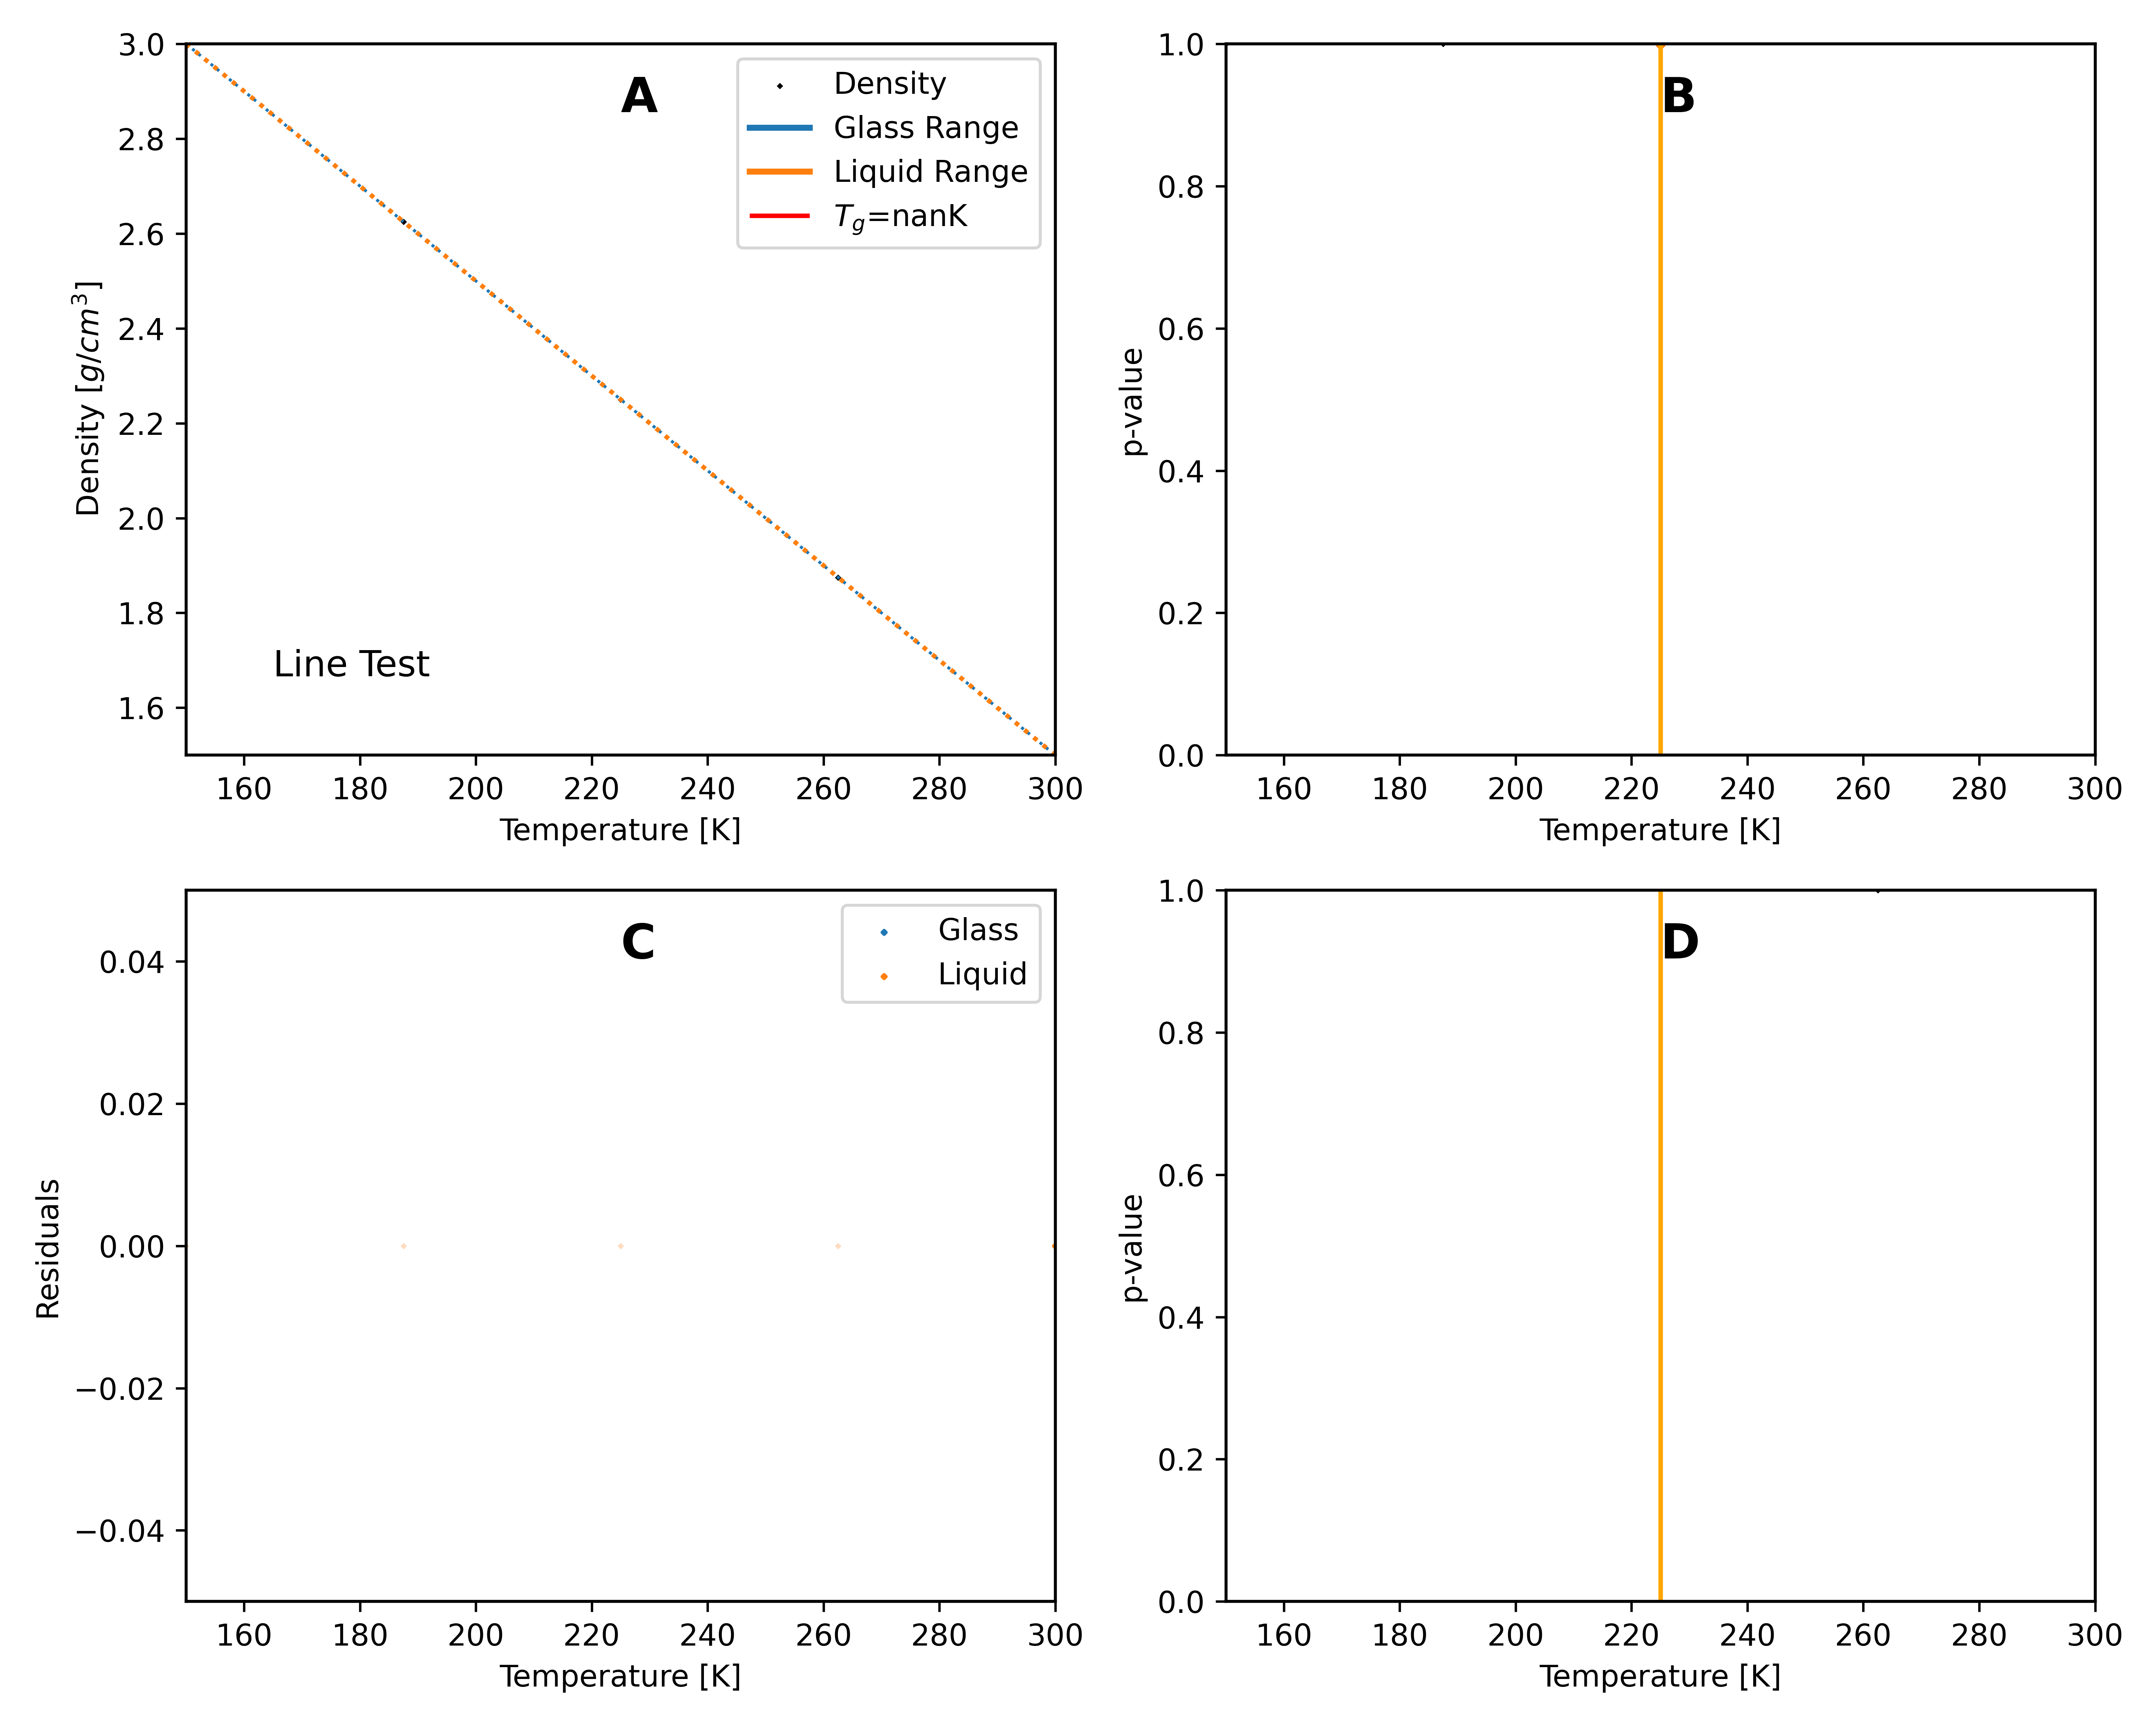 A
Density
Glass Range
Liquid Range
T_g=nanK
Line Test
3.0
2.8
2.6
2.4
2.2
2.0
1.8
1.6
Density [g/cm³]
160 180 200 220 240 260 280 300
Temperature [K]
B
1.0
0.8
0.6
0.4
0.2
0.0
p-value
160 180 200 220 240 260 280 300
Temperature [K]
C
Glass
Liquid
0.04
0.02
0.00
−0.02
−0.04
Residuals
160 180 200 220 240 260 280 300
Temperature [K]
D
1.0
0.8
0.6
0.4
0.2
0.0
p-value
160 180 200 220 240 260 280 300
Temperature [K]